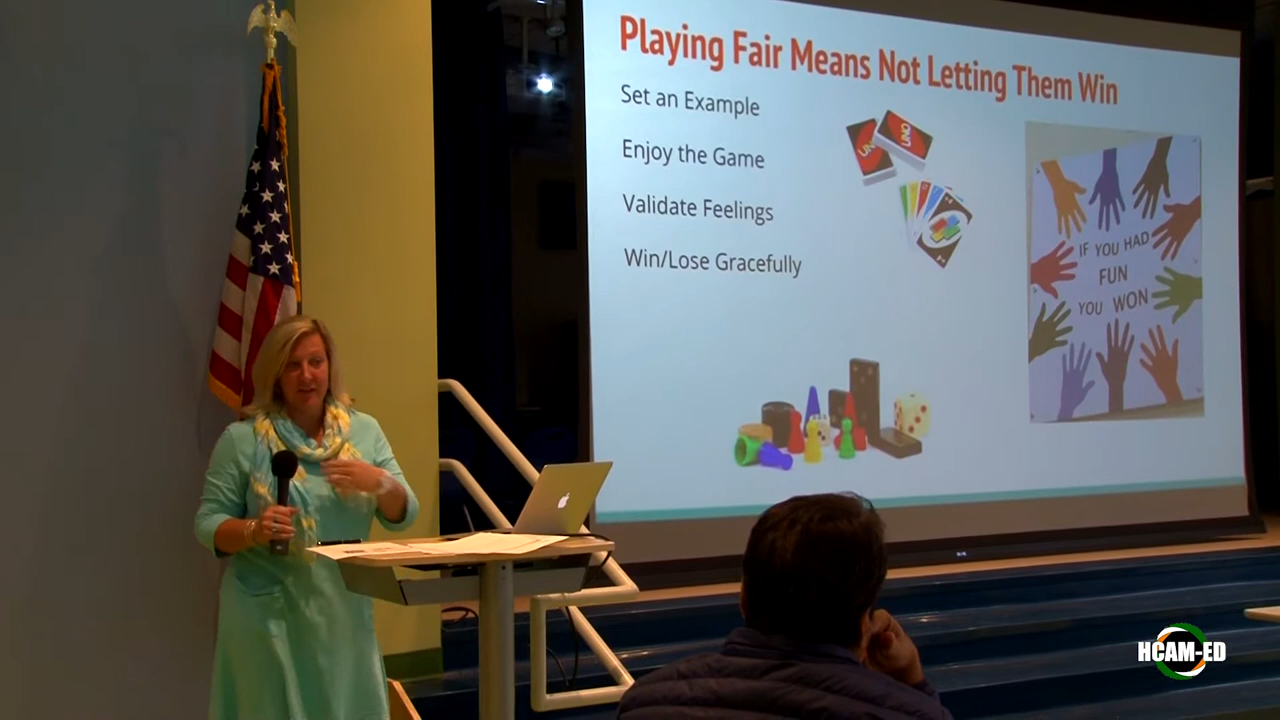 Playing Fair Means Not Letting Them Win
Set an Example
Enjoy the Game
Validate Feelings
Win/Lose Gracefully
UNO
UNO
IF YOU HAD
FUN
YOU WON
HCAM-ED